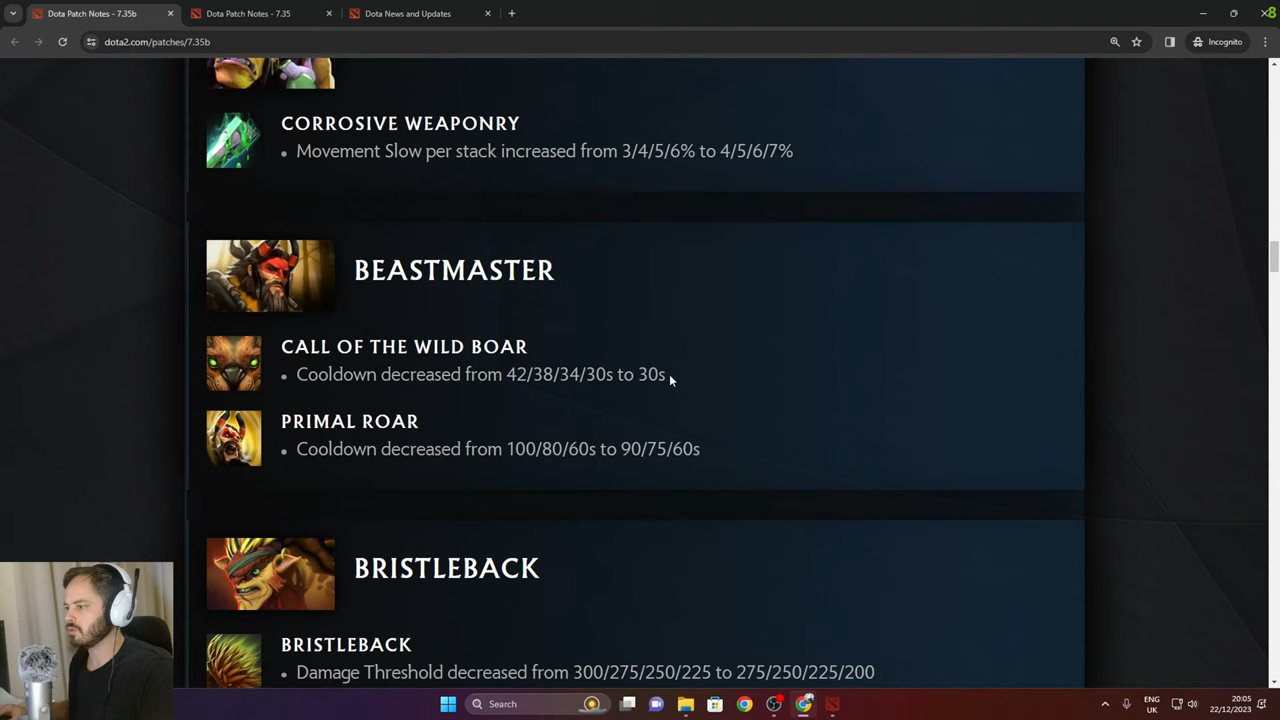 Dota Patch Notes - 7.35b
Dota Patch Notes - 7.35
Dota News and Updates
8
dota2.com/patches/7.35b
Incognito
CORROSIVE WEAPONRY
Movement Slow per stack increased from 3/4/5/6% to 4/5/6/7%
BEASTMASTER
CALL OF THE WILD BOAR
Cooldown decreased from 42/38/34/30s to 30s
PRIMAL ROAR
Cooldown decreased from 100/80/60s to 90/75/60s
BRISTLEBACK
BRISTLEBACK
Damage Threshold decreased from 300/275/250/225 to 275/250/225/200
Search
ENG
UK
20:05
22/12/2023